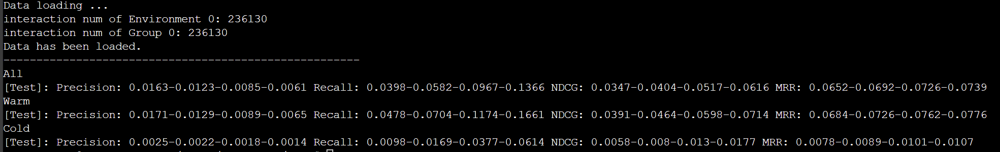 Data loading ...
interaction num of Environment 0: 236130
interaction num of Group 0: 236130
Data has been loaded.
------------------------------------------------------
All
[Test]: Precision: 0.0163-0.0123-0.0085-0.0061 Recall: 0.0398-0.0582-0.0967-0.1366 NDCG: 0.0347-0.0404-0.0517-0.0616 MRR: 0.0652-0.0692-0.0726-0.0739
Warm
[Test]: Precision: 0.0171-0.0129-0.0089-0.0065 Recall: 0.0478-0.0704-0.1174-0.1661 NDCG: 0.0391-0.0464-0.0598-0.0714 MRR: 0.0684-0.0726-0.0762-0.0776
Cold
[Test]: Precision: 0.0025-0.0022-0.0018-0.0014 Recall: 0.0098-0.0169-0.0377-0.0614 NDCG: 0.0058-0.008-0.013-0.0177 MRR: 0.0078-0.0089-0.0101-0.0107